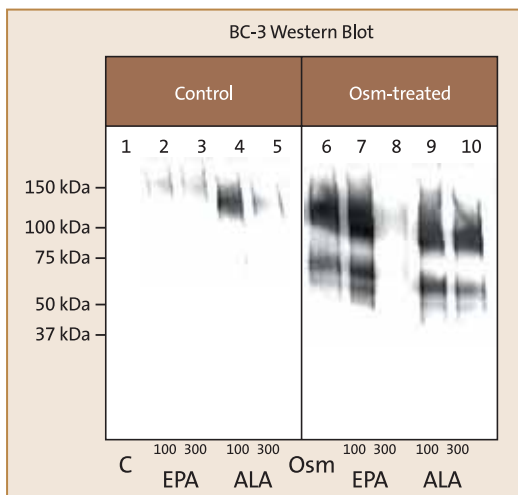 BC-3 Western Blot
Control Osm-treated
1 2 3 4 5 6 7 8 9 10
150 kDa
100 kDa
75 kDa
50 kDa
37 kDa
100 300 100 300 100 300 100 300
C EPA ALA Osm EPA ALA